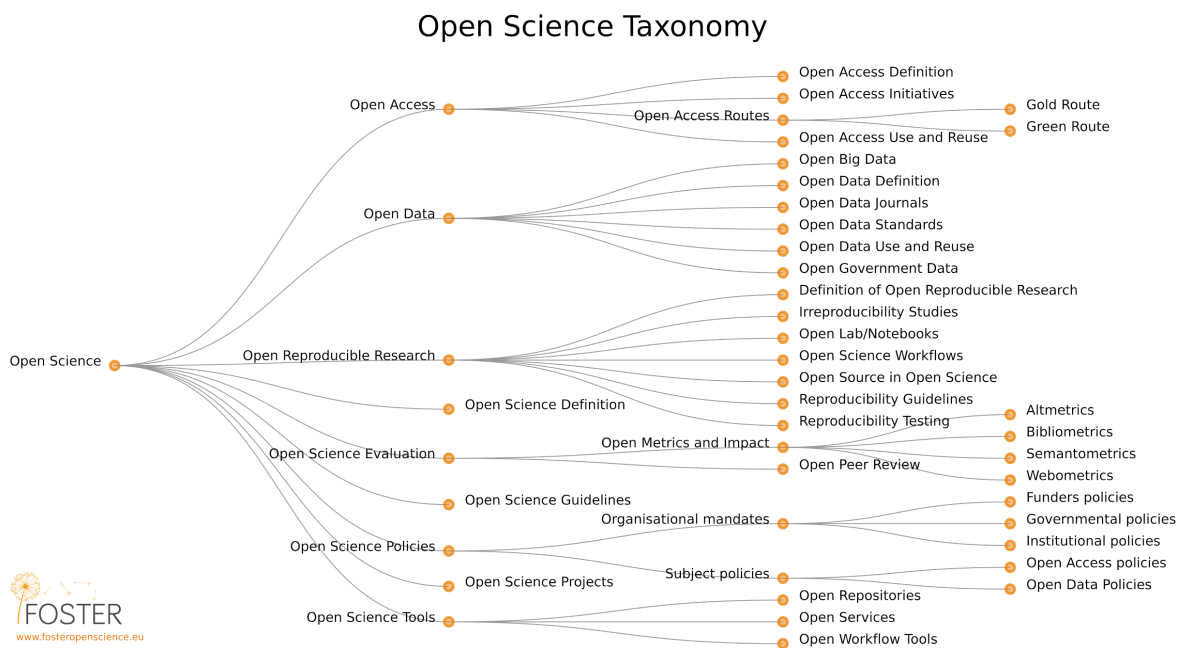 Open Science Taxonomy
Open Access Definition
Open Access Initiatives
Open Access
Gold Route
Open Access Routes
Green Route
Open Access Use and Reuse
Open Big Data
Open Data Definition
Open Data Journals
Open Data
Open Data Standards
Open Data Use and Reuse
Open Government Data
Definition of Open Reproducible Research
Irreproducibility Studies
Open Lab/Notebooks
Open Reproducible Research
Open Science Workflows
Open Science
Open Source in Open Science
Reproducibility Guidelines
Open Science Definition
Altmetrics
Reproducibility Testing
Bibliometrics
Open Metrics and Impact
Open Science Evaluation
Semantometrics
Open Peer Review
Webometrics
Open Science Guidelines
Funders policies
Organisational mandates
Governmental policies
Institutional policies
Open Science Policies
Open Access policies
Subject policies
Open Science Projects
Open Data Policies
Open Repositories
Open Science Tools
Open Services
Open Workflow Tools
FOSTER
www.fosteropenscience.eu